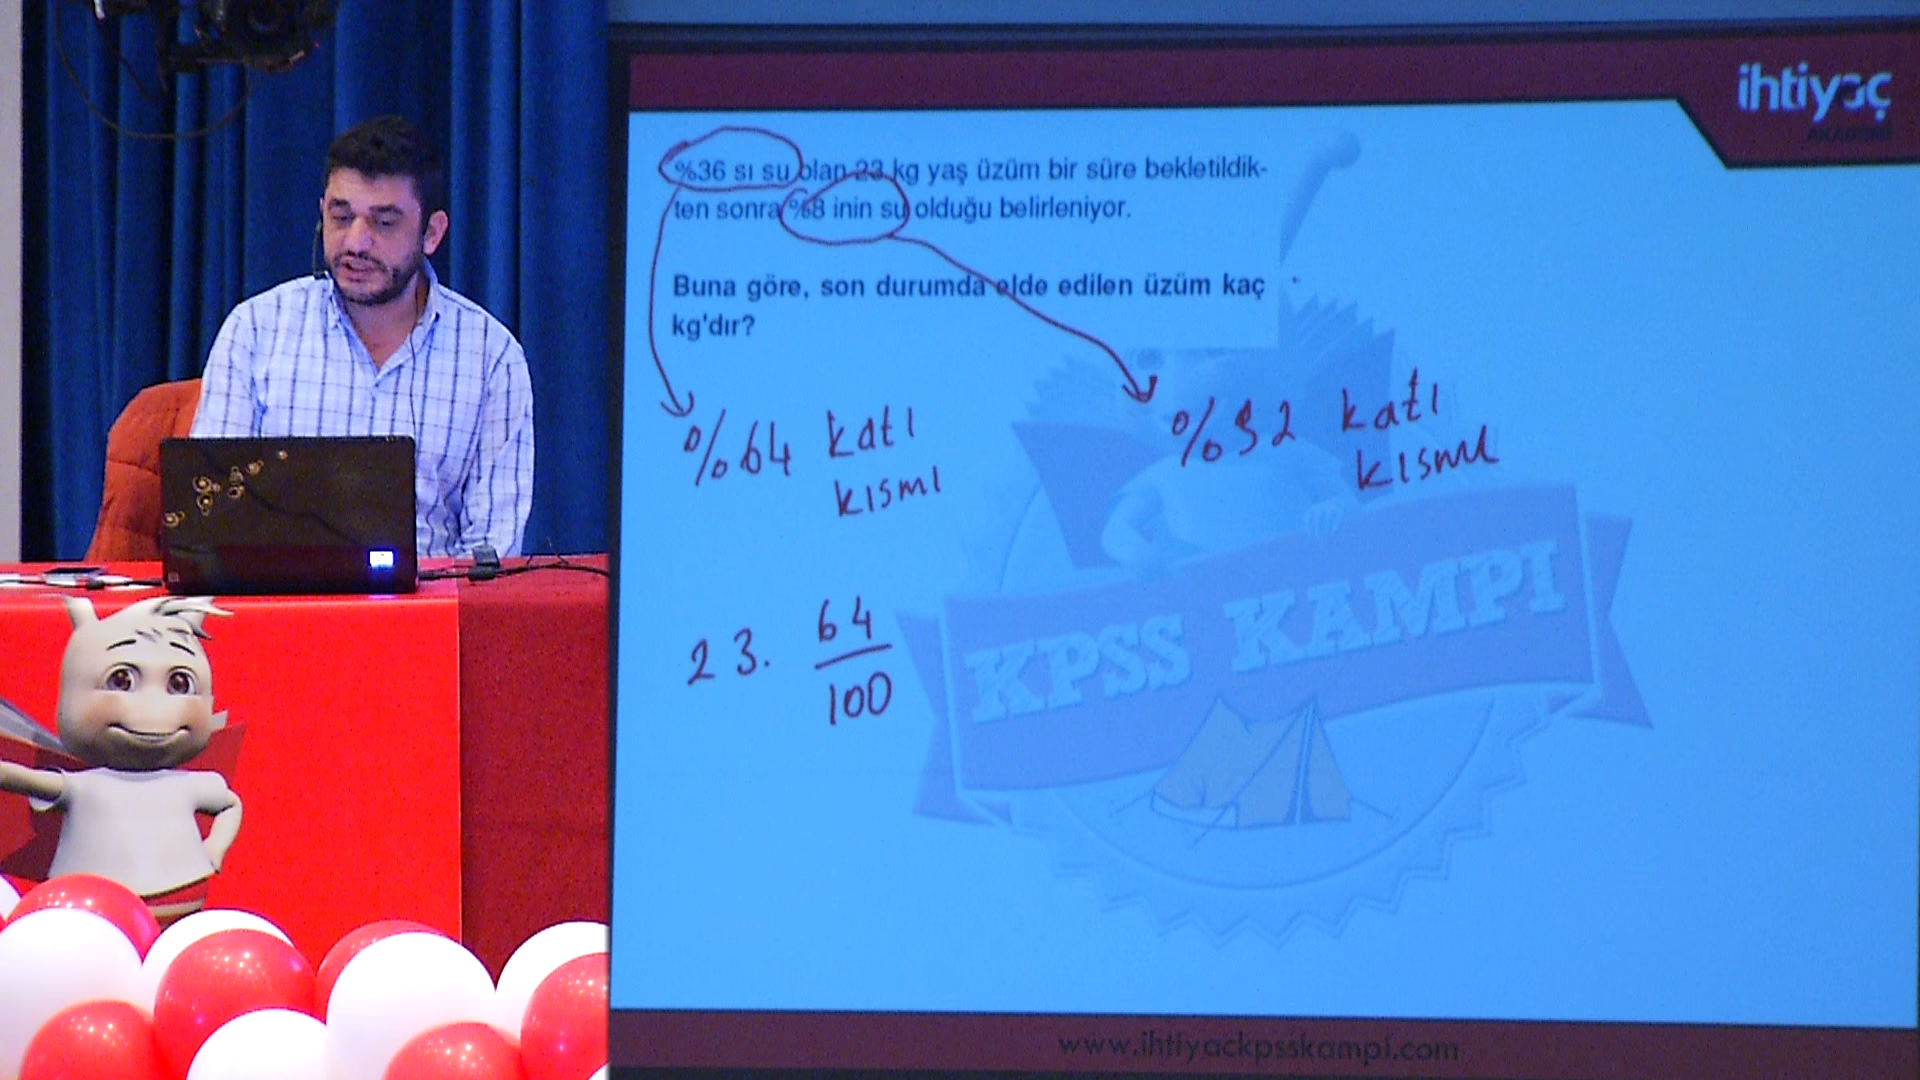 ihtiyaç
AKADEMİ
%36 sı su olan 23 kg yaş üzüm bir süre bekletildik-
ten sonra %8 inin su olduğu belirleniyor.
Buna göre, son durumda elde edilen üzüm kaç
kg'dır?
%64 katı
kısmı
%92 katı
kısmı
23. 64
100
KPSS KAMPI
www.ihtiyackpsskampi.com